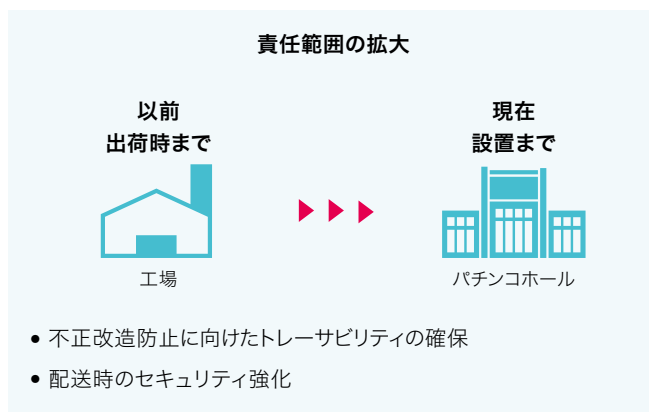 責任範囲の拡大
以前
出荷時まで
現在
設置まで
工場
パチンコホール
• 不正改造防止に向けたトレーサビリティの確保
• 配送時のセキュリティ強化